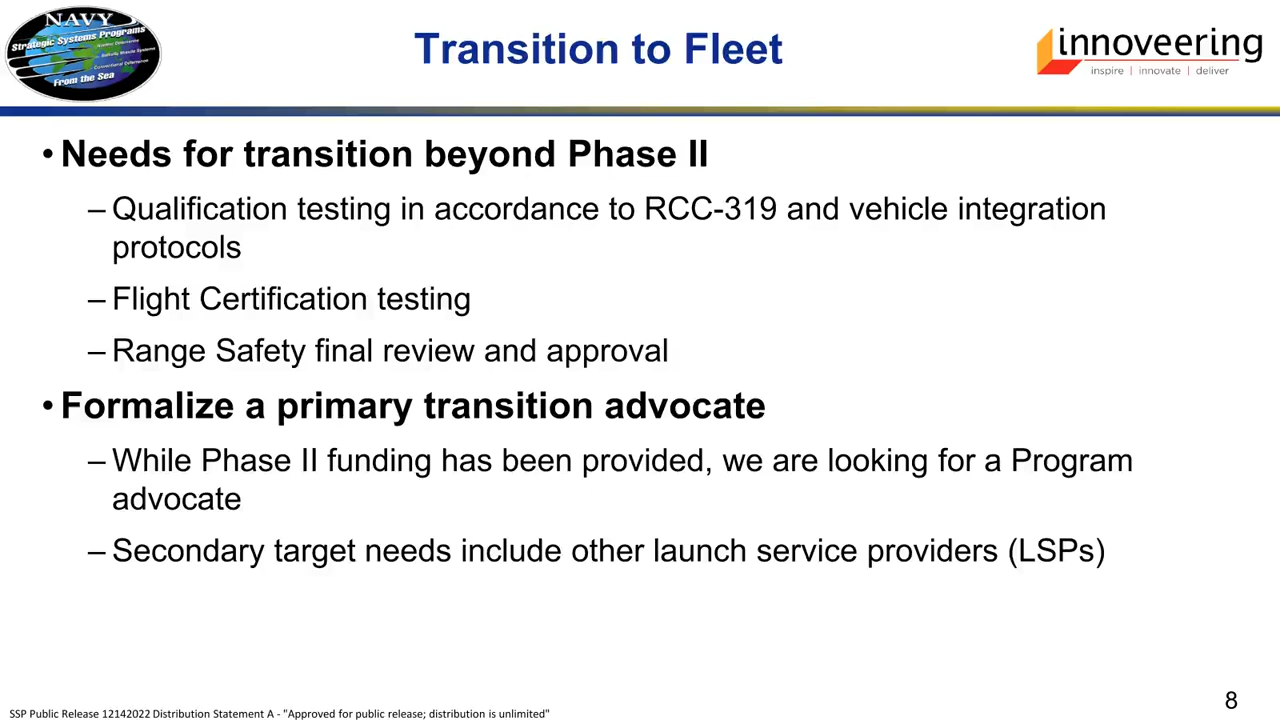 NAVY
Strategic Systems Programs
From the Sea
Transition to Fleet
innoveering
inspire | innovate | deliver
• Needs for transition beyond Phase II
– Qualification testing in accordance to RCC-319 and vehicle integration
protocols
– Flight Certification testing
– Range Safety final review and approval
• Formalize a primary transition advocate
– While Phase II funding has been provided, we are looking for a Program
advocate
– Secondary target needs include other launch service providers (LSPs)
8
SSP Public Release 12142022 Distribution Statement A - "Approved for public release; distribution is unlimited"